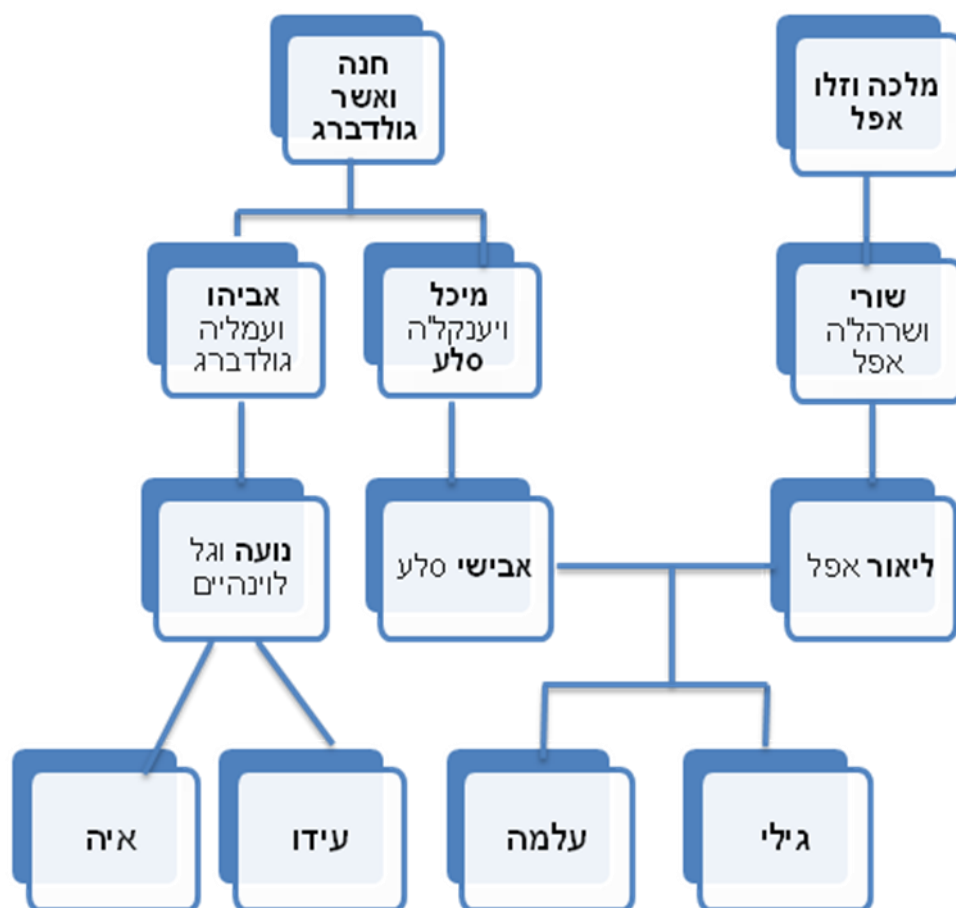 מלכה וזלו
אפל
חנה
ואשר
גולדברג
שורי
ושרהל'ה
אפל
מיכל
ויענקל'ה
סלע
אביהו
ועמליה
גולדברג
ליאור אפל
אבישי סלע
נועה וגל
לוינהיים
גילי
עלמה
עידו
איה